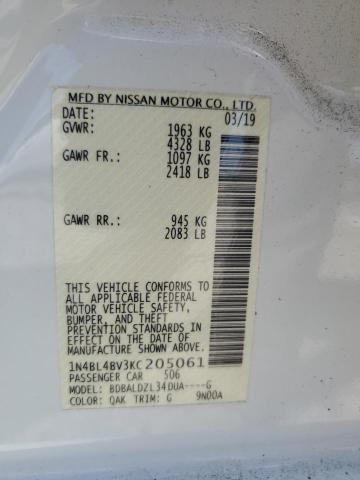 MFD BY NISSAN MOTOR CO., LTD.
DATE: 03/19
GVWR: 1963 KG
4328 LB
GAWR FR.: 1097 KG
2418 LB
GAWR RR.: 945 KG
2083 LB
THIS VEHICLE CONFORMS TO
ALL APPLICABLE FEDERAL
MOTOR VEHICLE SAFETY,
BUMPER, AND THEFT
PREVENTION STANDARDS
IN EFFECT ON THE DATE OF
MANUFACTURE SHOWN ABOVE.
1N4BL4BV3KC205061
PASSENGER CAR 506
MODEL: BDBALDZL34DUA----G
COLOR: QAK TRIM: G 9N00A